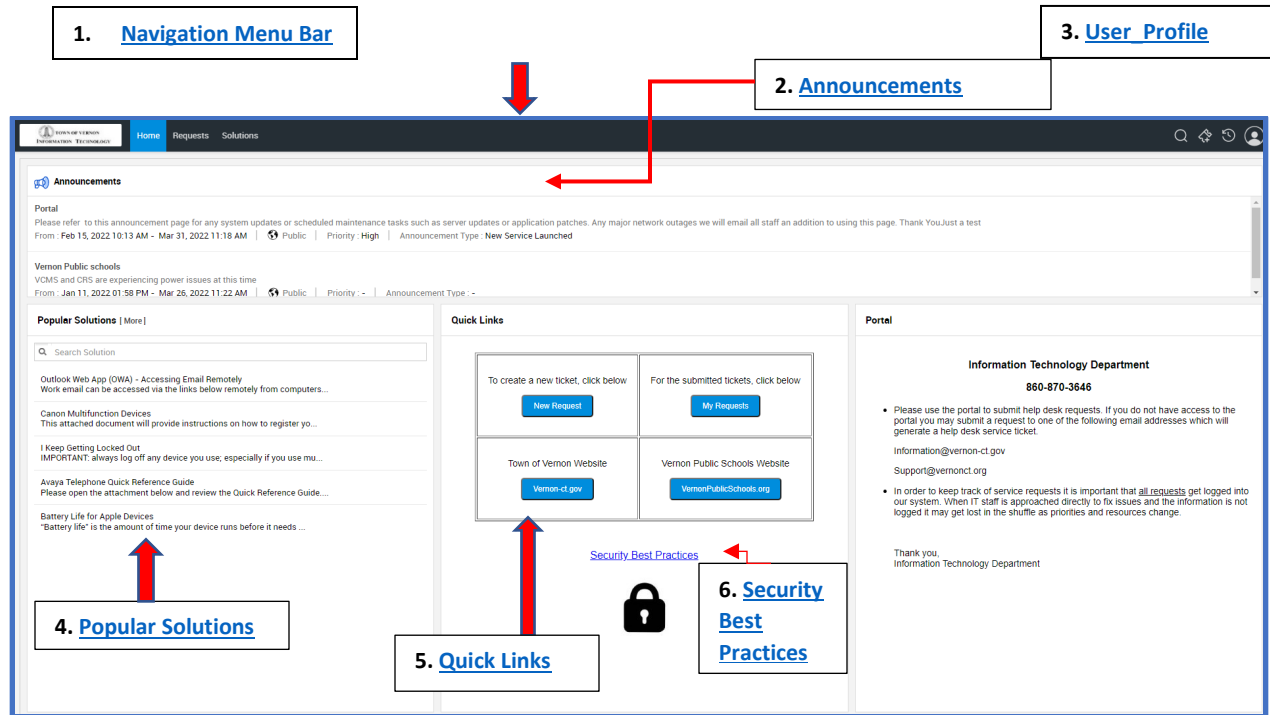 1. Navigation Menu Bar
3. User_Profile
2. Announcements
TOWN OF VERNON
INFORMATION TECHNOLOGY
Home Requests Solutions
Announcements
Portal
Please refer to this announcement page for any system updates or scheduled maintenance tasks such as server updates or application patches. Any major network outages we will email all staff an addition to using this page. Thank YouJust a test
From : Feb 15, 2022 10:13 AM - Mar 31, 2022 11:18 AM | Public | Priority : High | Announcement Type : New Service Launched
Vernon Public schools
VCMS and CRS are experiencing power issues at this time
From : Jan 11, 2022 01:58 PM - Mar 26, 2022 11:22 AM | Public | Priority : - | Announcement Type : -
Popular Solutions [ More ]
Search Solution
Outlook Web App (OWA) - Accessing Email Remotely
Work email can be accessed via the links below remotely from computers...
Canon Multifunction Devices
This attached document will provide instructions on how to register yo...
I Keep Getting Locked Out
IMPORTANT: always log off any device you use; especially if you use mu...
Avaya Telephone Quick Reference Guide
Please open the attachment below and review the Quick Reference Guide....
Battery Life for Apple Devices
"Battery life" is the amount of time your device runs before it needs ...
4. Popular Solutions
Quick Links
To create a new ticket, click below
New Request
For the submitted tickets, click below
My Requests
Town of Vernon Website
Vernon-ct.gov
Vernon Public Schools Website
VernonPublicSchools.org
Security Best Practices
5. Quick Links
6. Security
Best
Practices
Portal
Information Technology Department
860-870-3646
• Please use the portal to submit help desk requests. If you do not have access to the
portal you may submit a request to one of the following email addresses which will
generate a help desk service ticket.
Information@vernon-ct.gov
Support@vernonct.org
• In order to keep track of service requests it is important that all requests get logged into
our system. When IT staff is approached directly to fix issues and the information is not
logged it may get lost in the shuffle as priorities and resources change.
Thank you,
Information Technology Department